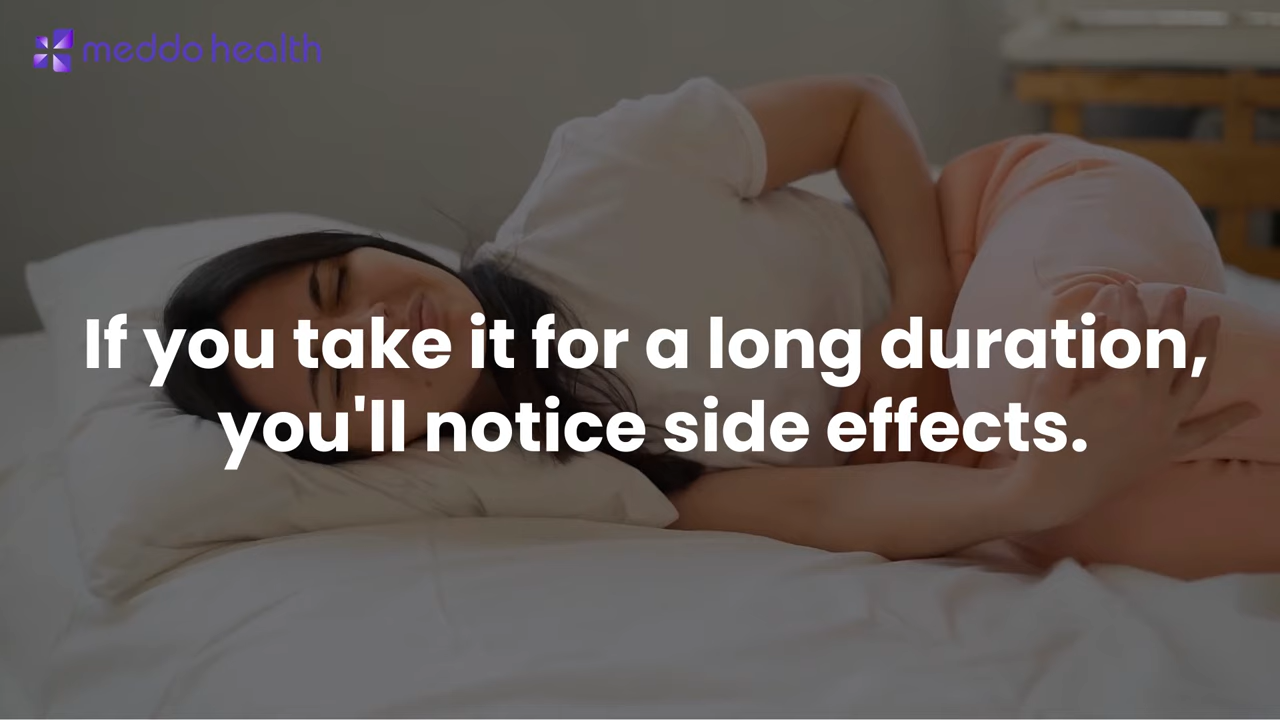 meddo health
If you take it for a long duration,
you'll notice side effects.